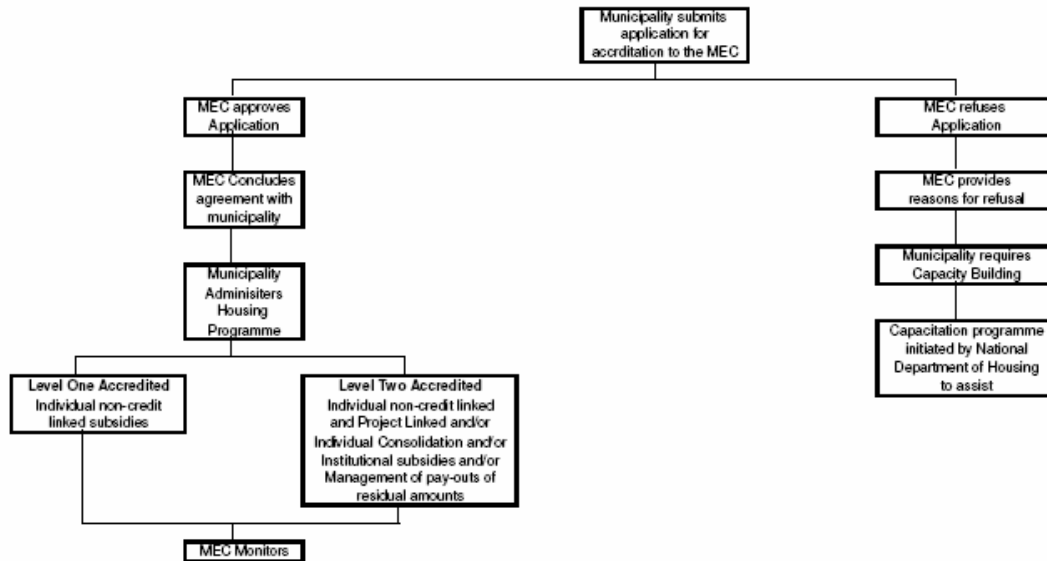 Municipality submits
application for
accrditation to the MEC
MEC approves
Application
MEC refuses
Application
MEC Concludes
agreement with
municipality
MEC provides
reasons for refusal
Municipality
Adminisiters
Housing
Programme
Municipality requires
Capacity Building
Capacitation programme
initiated by National
Department of Housing
to assist
Level One Accredited
Individual non-credit
linked subsidies
Level Two Accredited
Individual non-credit linked
and Project Linked and/or
Individual Consolidation and/or
Institutional subsidies and/or
Management of pay-outs of
residual amounts
MEC Monitors